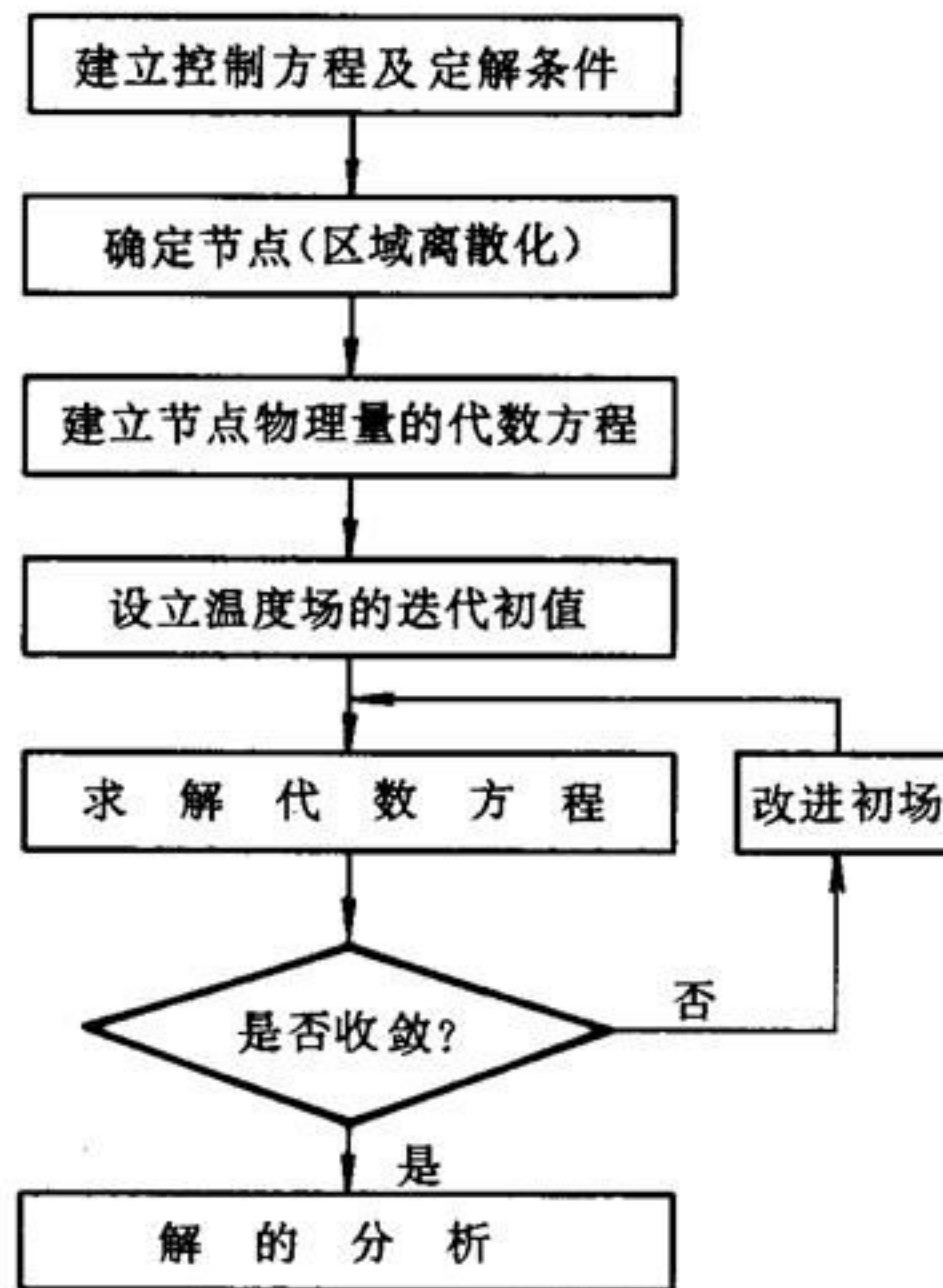 建立控制方程及定解条件
确定节点(区域离散化)
建立节点物理量的代数方程
设立温度场的迭代初值
求解代数方程
改进初场
是否收敛?
否
是
解的分析